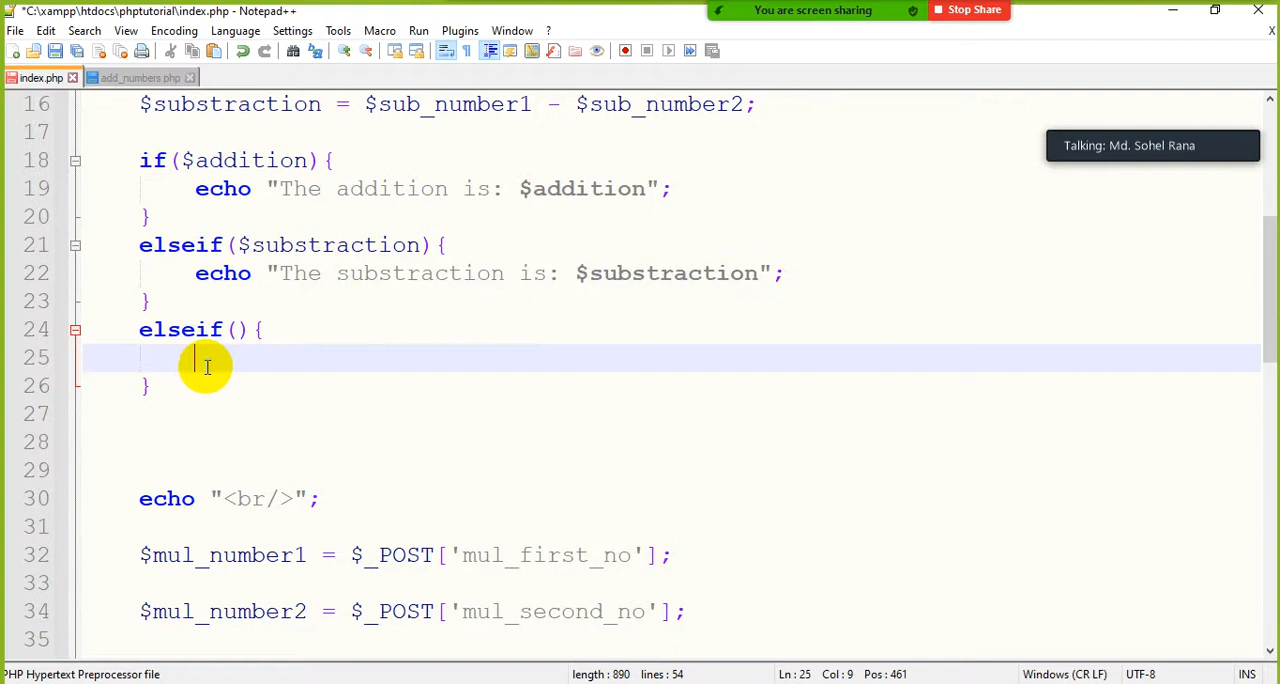 *C:\xampp\htdocs\phptutorial\index.php - Notepad++
You are screen sharing
Stop Share
File Edit Search View Encoding Language Settings Tools Macro Run Plugins Window ? X
index.php add_numbers.php
Talking: Md. Sohel Rana
16 $substraction = $sub_number1 - $sub_number2;
17
18 if($addition){
19 echo "The addition is: $addition";
20 }
21 elseif($substraction){
22 echo "The substraction is: $substraction";
23 }
24 elseif(){
25
26 }
27
28
29
30 echo "<br/>";
31
32 $mul_number1 = $_POST['mul_first_no'];
33
34 $mul_number2 = $_POST['mul_second_no'];
35
PHP Hypertext Preprocessor file length : 890 lines : 54 Ln : 25 Col : 9 Pos : 461 Windows (CR LF) UTF-8 INS